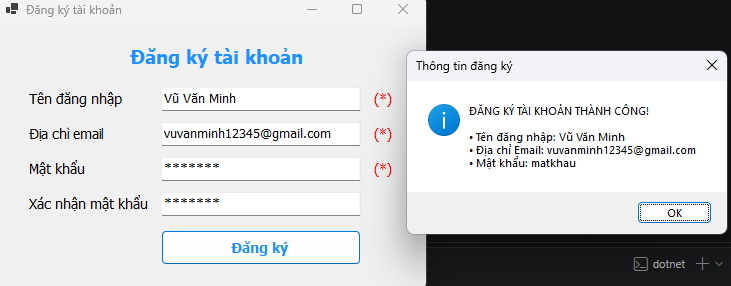 Đăng ký tài khoản
Đăng ký tài khoản
Tên đăng nhập Vũ Văn Minh (*)
Địa chỉ email vuvanminh12345@gmail.com (*)
Mật khẩu ******* (*)
Xác nhận mật khẩu *******
Đăng ký
Thông tin đăng ký
ĐĂNG KÝ TÀI KHOẢN THÀNH CÔNG!
• Tên đăng nhập: Vũ Văn Minh
• Địa chỉ Email: vuvanminh12345@gmail.com
• Mật khẩu: matkhau
OK
dotnet